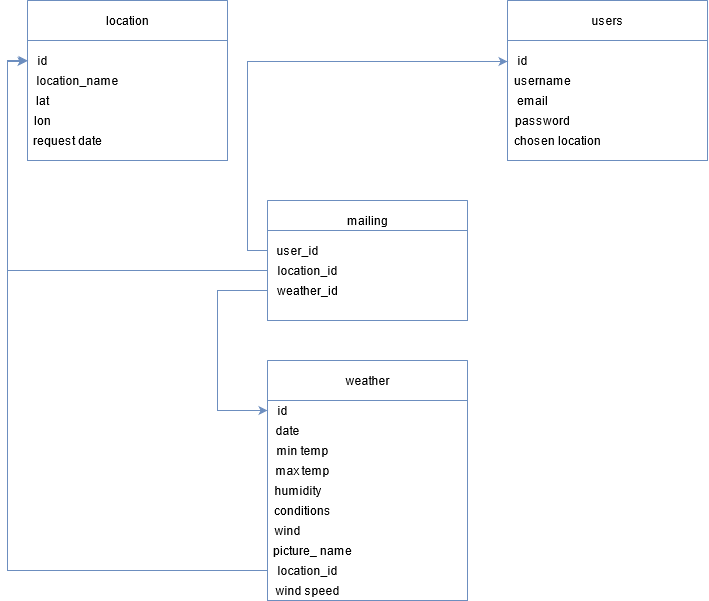 location
id
location_name
lat
lon
request date
users
id
username
email
password
chosen location
mailing
user_id
location_id
weather_id
weather
id
date
min temp
max temp
humidity
conditions
wind
picture_ name
location_id
wind speed